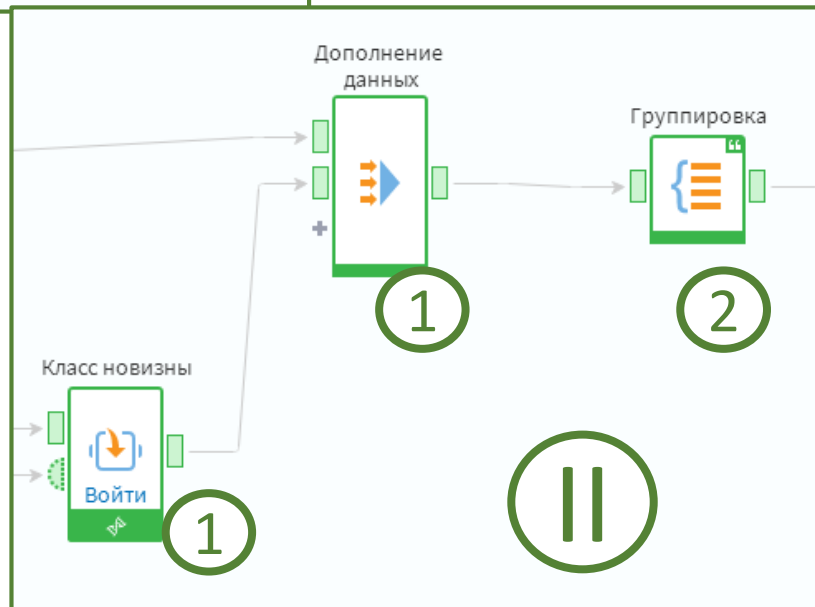 Дополнение
данных
Группировка
1
2
Класс новизны
Войти
1
II